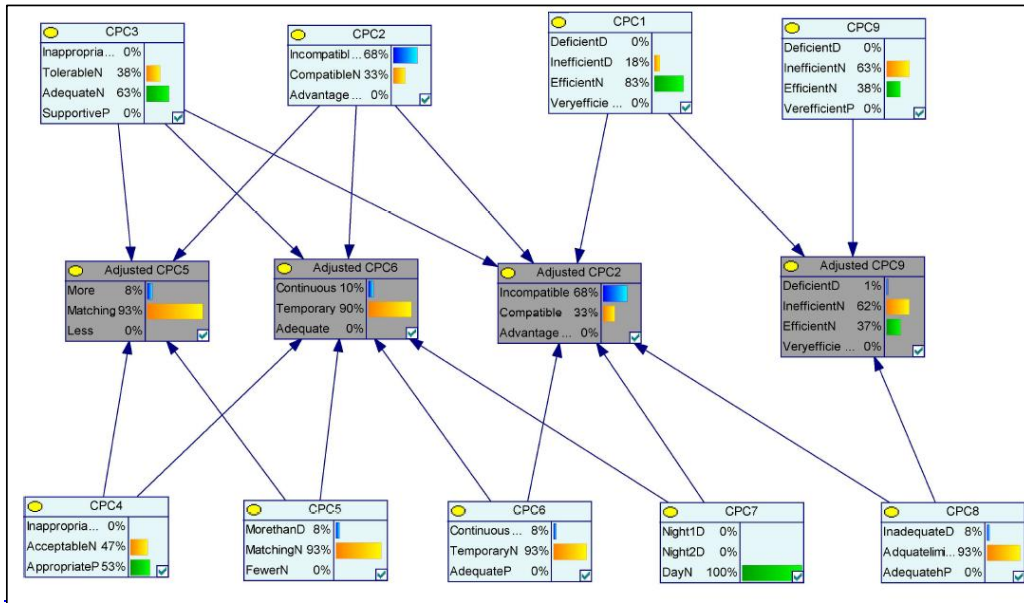 CPC3
Inappropria... 0%
TolerableN 38%
AdequateN 63%
SupportiveP 0%
CPC2
Incompatibl ... 68%
CompatibleN 33%
Advantage ... 0%
CPC1
DeficientD 0%
InefficientD 18%
EfficientN 83%
Veryefficie ... 0%
CPC9
DeficientD 0%
InefficientN 63%
EfficientN 38%
VerefficientP 0%
Adjusted CPC5
More 8%
Matching 93%
Less 0%
Adjusted CPC6
Continuous 10%
Temporary 90%
Adequate 0%
Adjusted CPC2
Incompatible 68%
Compatible 33%
Advantage ... 0%
Adjusted CPC9
DeficientD 1%
InefficientN 62%
EfficientN 37%
Veryefficie ... 0%
CPC4
Inappropria... 0%
AcceptableN 47%
AppropriateP 53%
CPC5
MorethanD 8%
MatchingN 93%
FewerN 0%
CPC6
Continuous ... 8%
TemporaryN 93%
AdequateP 0%
CPC7
Night1D 0%
Night2D 0%
DayN 100%
CPC8
InadequateD 8%
Adquatelimi... 93%
AdequatehP 0%